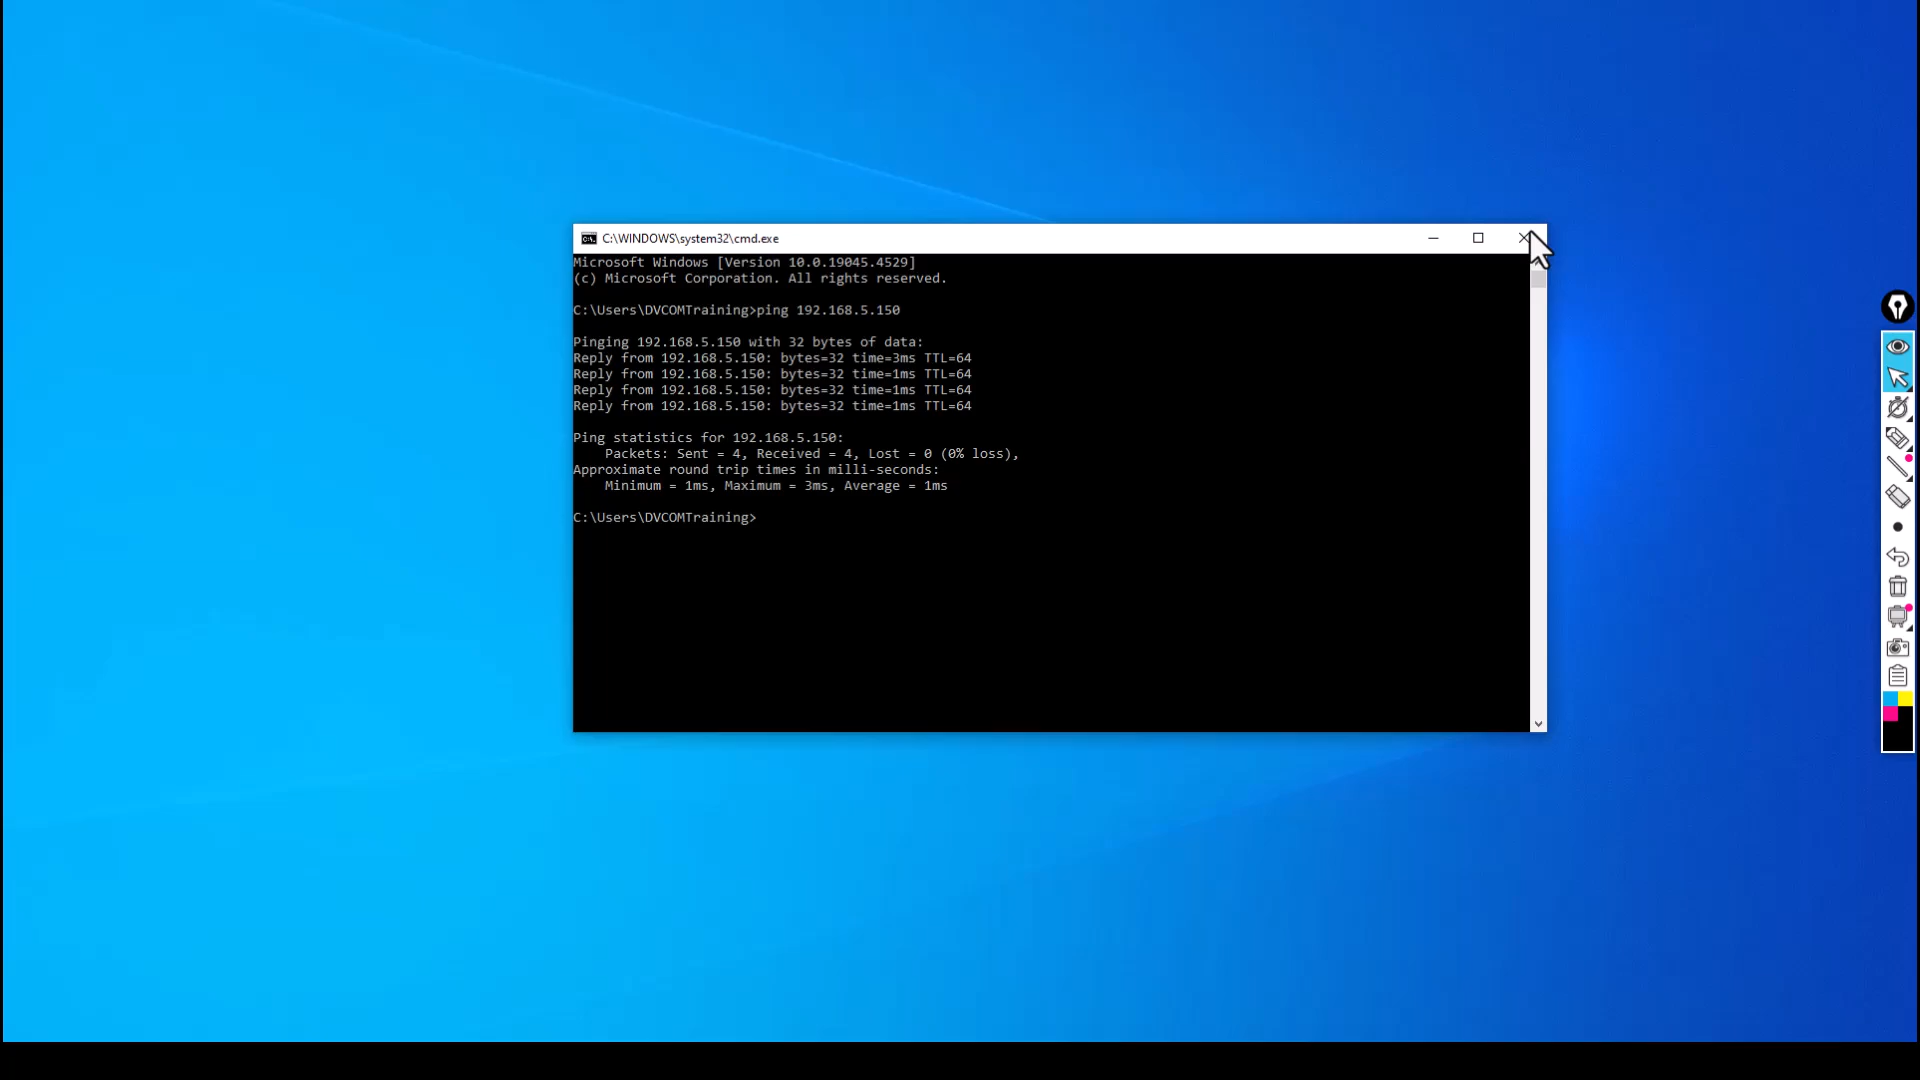 C:\WINDOWS\system32\cmd.exe
Microsoft Windows [Version 10.0.19045.4529]
(c) Microsoft Corporation. All rights reserved.
C:\Users\DVCOMTraining>ping 192.168.5.150
Pinging 192.168.5.150 with 32 bytes of data:
Reply from 192.168.5.150: bytes=32 time=3ms TTL=64
Reply from 192.168.5.150: bytes=32 time=1ms TTL=64
Reply from 192.168.5.150: bytes=32 time=1ms TTL=64
Reply from 192.168.5.150: bytes=32 time=1ms TTL=64
Ping statistics for 192.168.5.150:
    Packets: Sent = 4, Received = 4, Lost = 0 (0% loss),
Approximate round trip times in milli-seconds:
    Minimum = 1ms, Maximum = 3ms, Average = 1ms
C:\Users\DVCOMTraining>